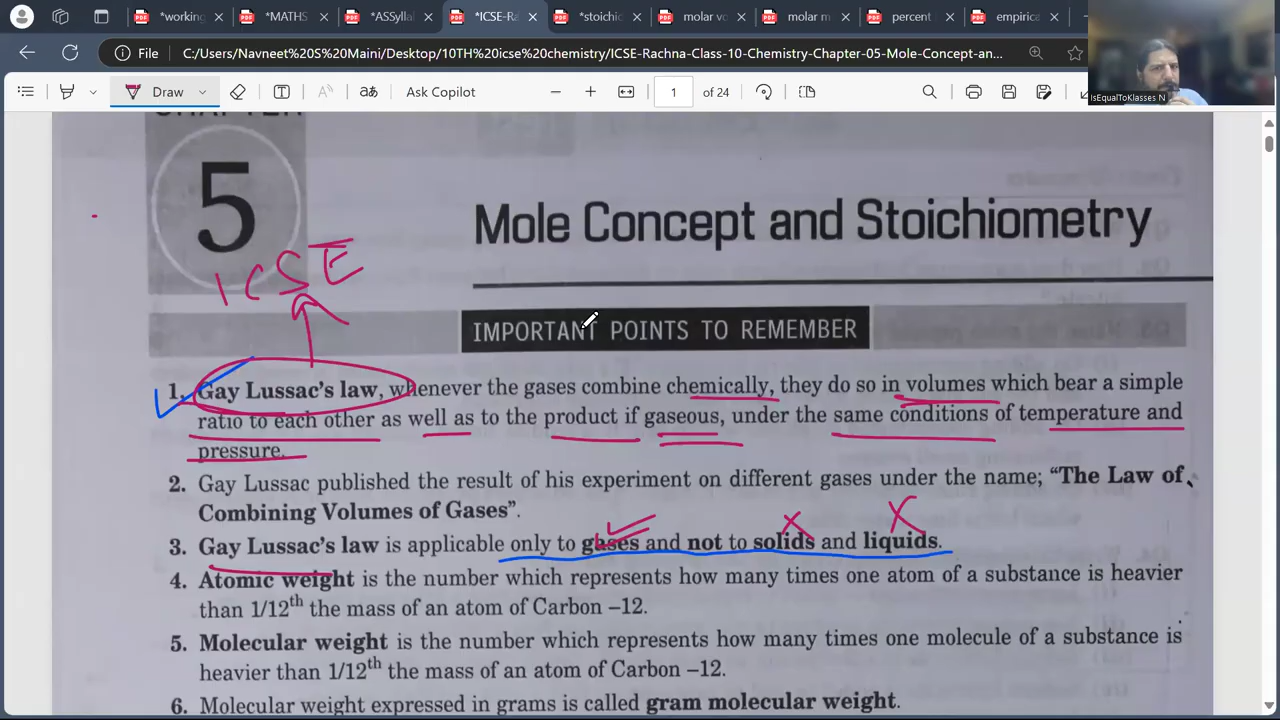 *working
*MATHS
*ASSyllal
*ICSE-Ra
*stoichic
molar vo
molar m
percent
empirica
File
C:/Users/Navneet%20S%20Maini/Desktop/10TH%20icse%20chemistry/ICSE-Rachna-Class-10-Chemistry-Chapter-05-Mole-Concept-an...
IsEqualToKlasses N
Draw
Ask Copilot
1
of 24
CHAPTER
5
Mole Concept and Stoichiometry
ICSE
IMPORTANT POINTS TO REMEMBER
1. Gay Lussac's law, whenever the gases combine chemically, they do so in volumes which bear a simple
ratio to each other as well as to the product if gaseous, under the same conditions of temperature and
pressure.
2. Gay Lussac published the result of his experiment on different gases under the name; “The Law of
Combining Volumes of Gases”.
3. Gay Lussac's law is applicable only to gases and not to solids and liquids.
4. Atomic weight is the number which represents how many times one atom of a substance is heavier
than 1/12th the mass of an atom of Carbon –12.
5. Molecular weight is the number which represents how many times one molecule of a substance is
heavier than 1/12th the mass of an atom of Carbon –12.
6. Molecular weight expressed in grams is called gram molecular weight.